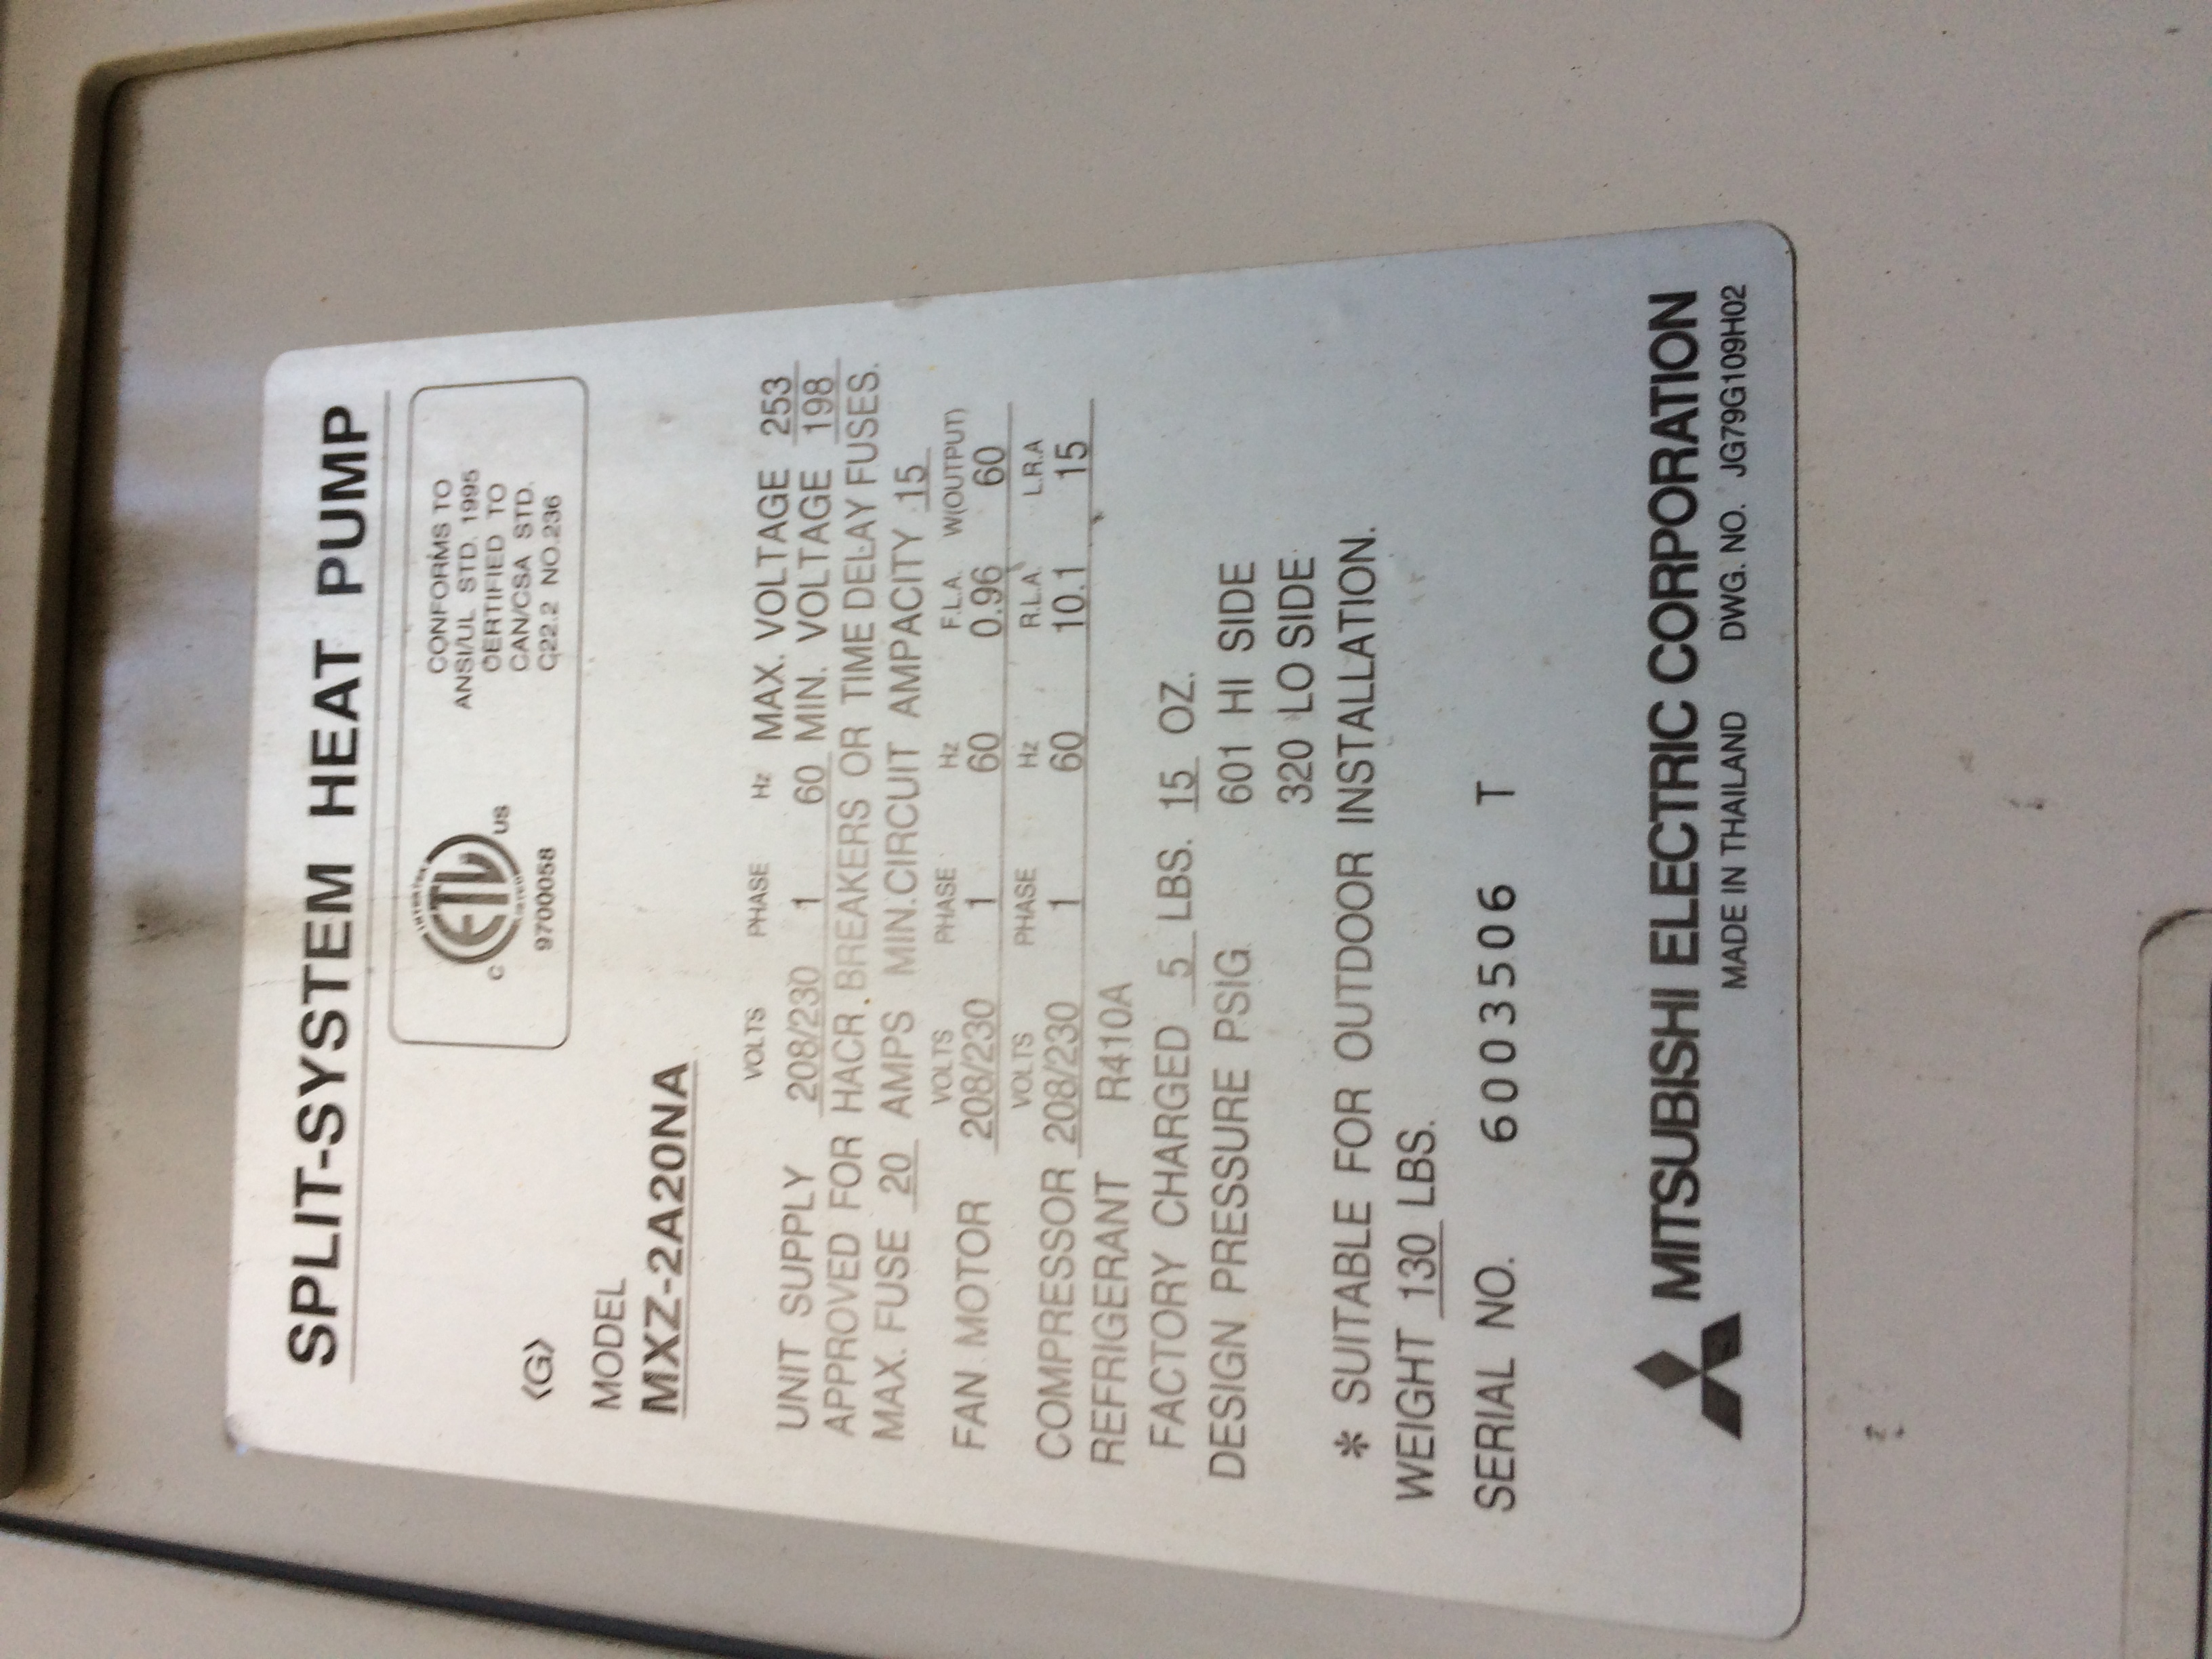 SPLIT-SYSTEM HEAT PUMP
CONFORMS TO
ANSI/UL STD. 1995
CERTIFIED TO
CAN/CSA STD.
C22.2 NO.236
C ETL US
9700058
<G>
MODEL
MXZ-2A20NA
VOLTS PHASE Hz MAX. VOLTAGE 253
UNIT SUPPLY 208/230 1 60 MIN. VOLTAGE 198
APPROVED FOR HACR. BREAKERS OR TIME DELAY FUSES.
MAX. FUSE 20 AMPS MIN.CIRCUIT AMPACITY 15
VOLTS PHASE Hz F.L.A. W(OUTPUT)
FAN MOTOR 208/230 1 60 0.96 60
VOLTS PHASE Hz R.L.A. L.R.A
COMPRESSOR 208/230 1 60 10.1 15
REFRIGERANT R410A
FACTORY CHARGED 5 LBS. 15 OZ.
DESIGN PRESSURE PSIG 601 HI SIDE
320 LO SIDE
* SUITABLE FOR OUTDOOR INSTALLATION.
WEIGHT 130 LBS.
SERIAL NO. 6003506 T
MITSUBISHI ELECTRIC CORPORATION
MADE IN THAILAND DWG. NO. JG79G109H02